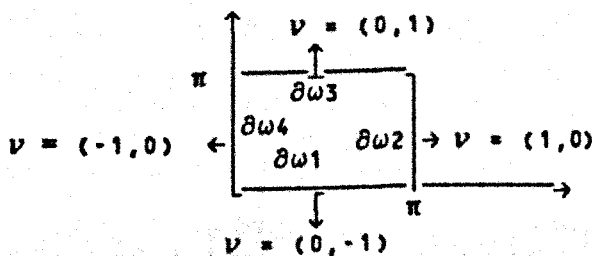 ν = (0,1)
π
∂ω3
∂ω4
ν = (-1,0)
∂ω2
ν = (1,0)
∂ω1
π
ν = (0,-1)